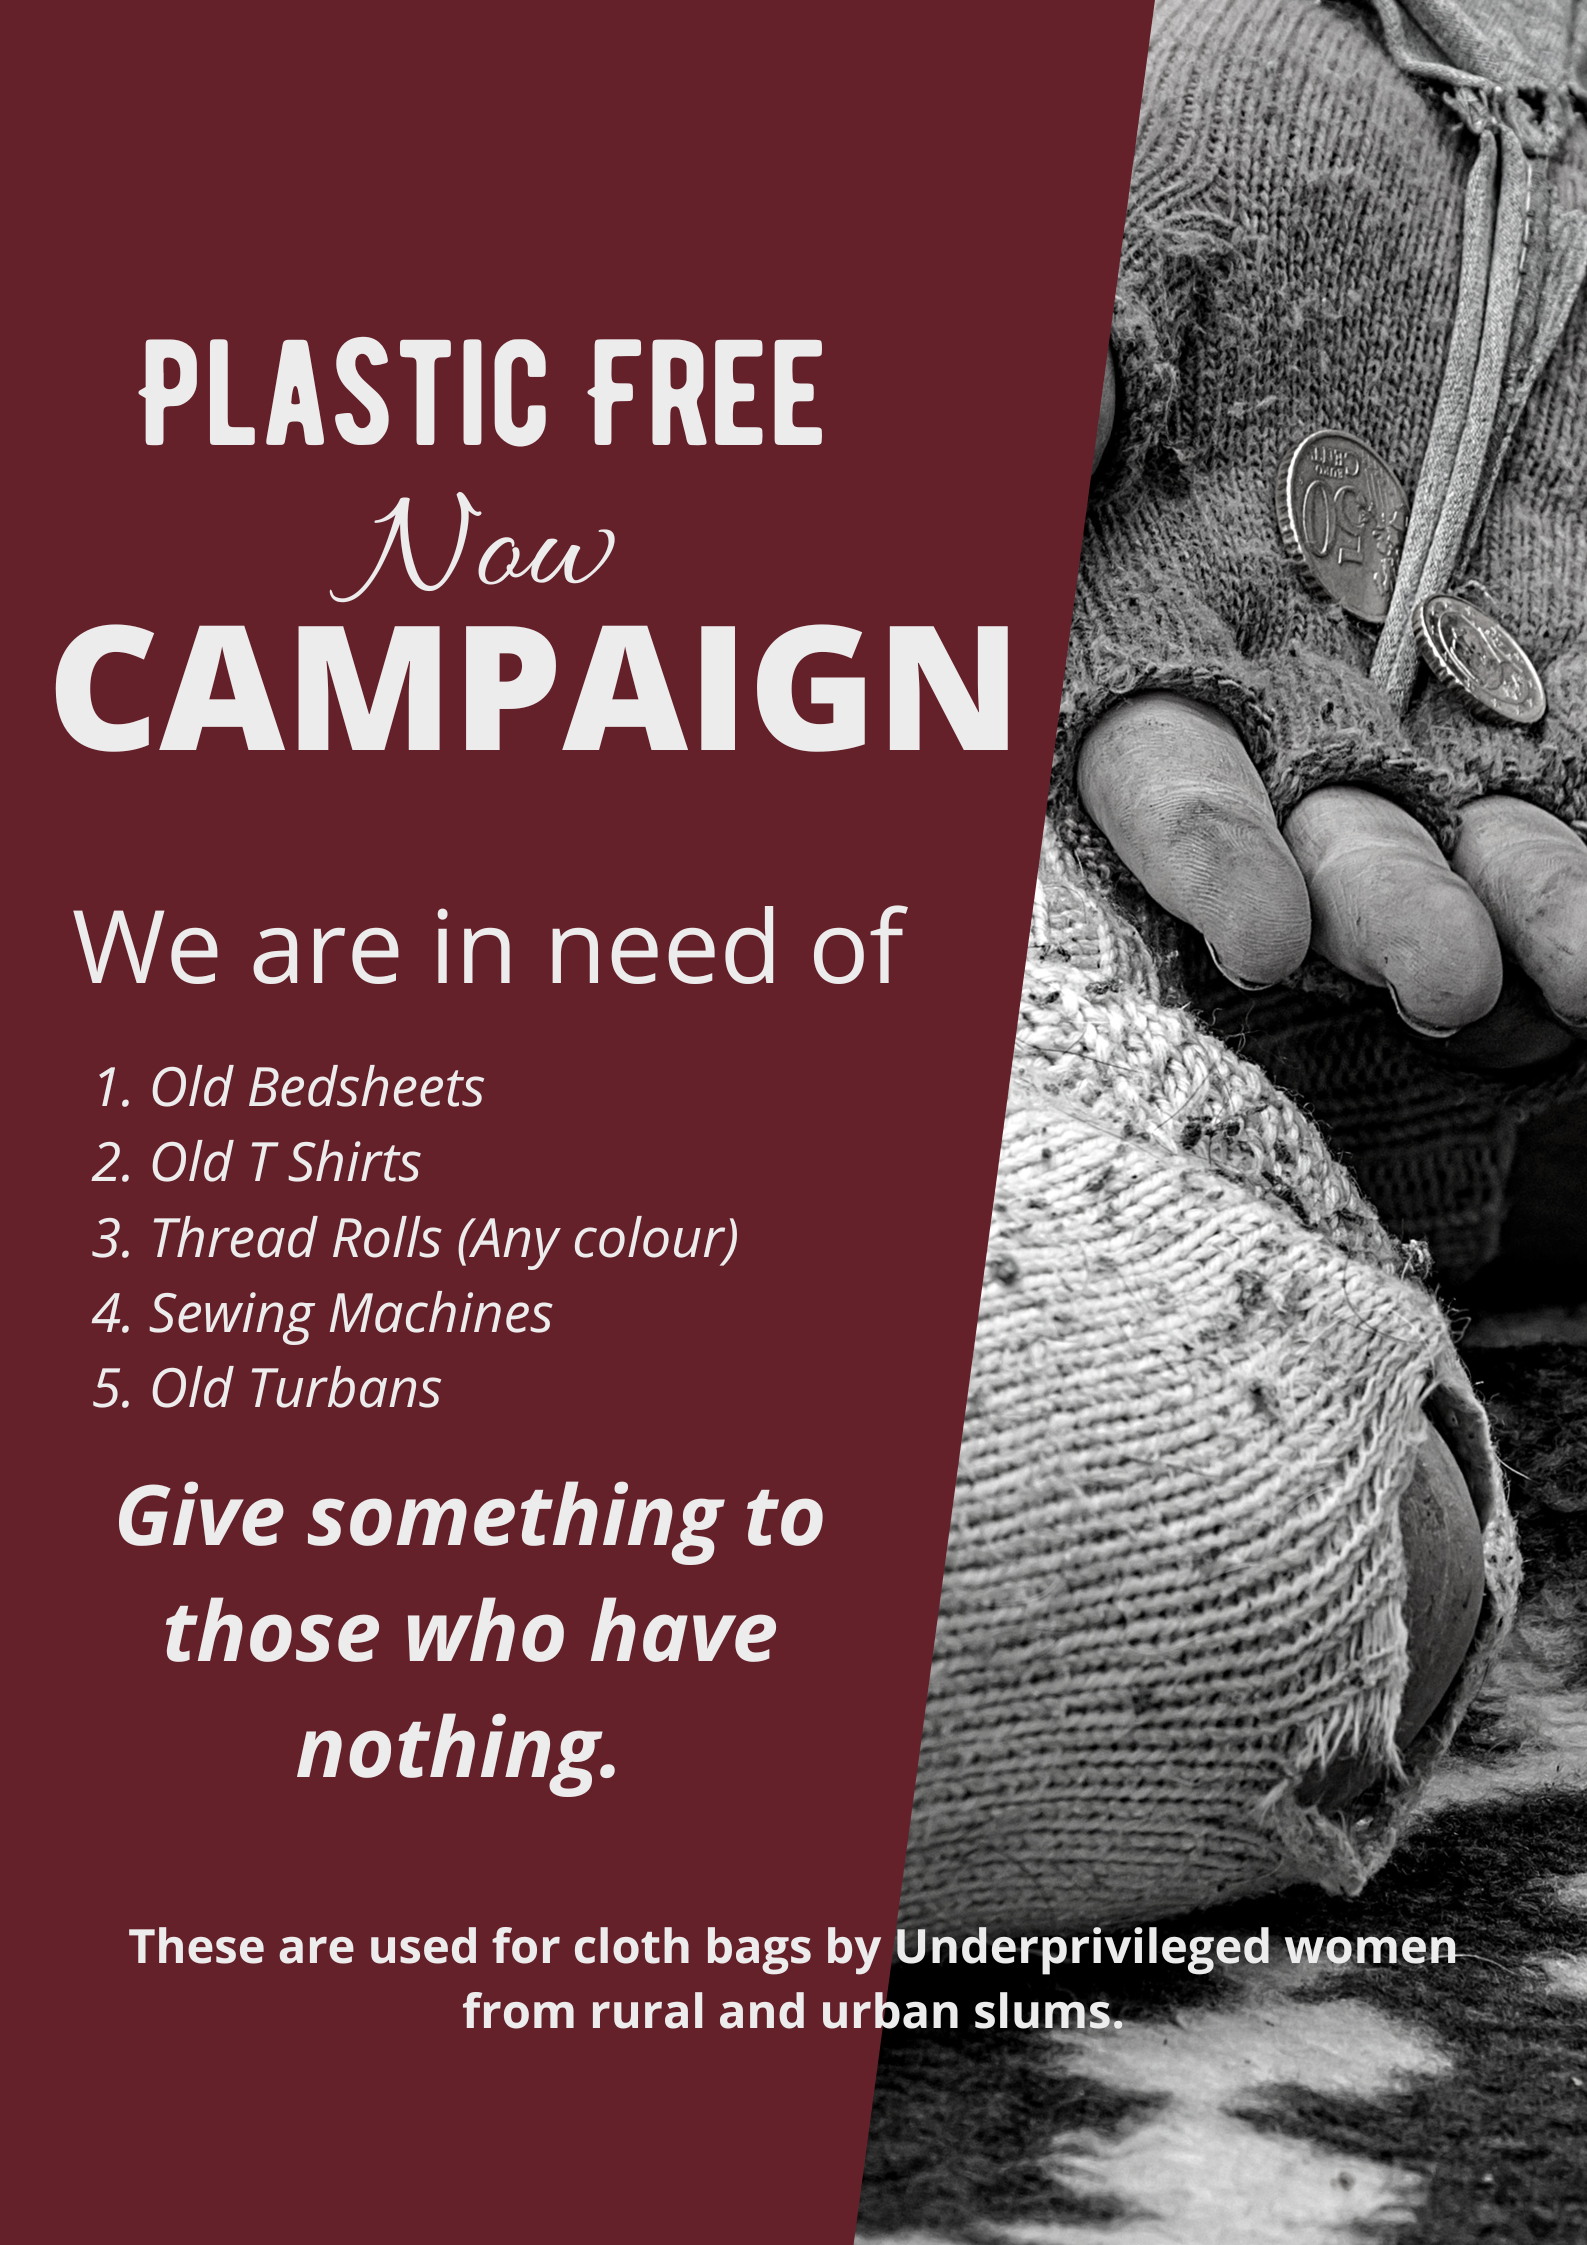 PLASTIC FREE
Now
CAMPAIGN
We are in need of
1. Old Bedsheets
2. Old T Shirts
3. Thread Rolls (Any colour)
4. Sewing Machines
5. Old Turbans
Give something to
those who have
nothing.
These are used for cloth bags by Underprivileged women
from rural and urban slums.
50